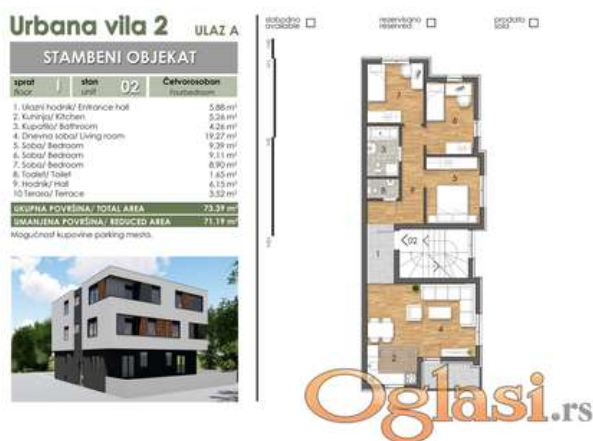 Urbana vila 2 ULAZ A
STAMBENI OBJEKAT
sprat
floor
I
stan
unit
02
Četvorosoban
Fourbedroom
1. Ulazni hodnik/ Entrance hall 5,88 m²
2. Kuhinja/ Kitchen 5,26 m²
3. Kupatilo/ Bathroom 4,26 m²
4. Dnevna soba/ Living room 19,27 m²
5. Soba/ Bedroom 9,39 m²
6. Soba/ Bedroom 9,11 m²
7. Soba/ Bedroom 8,90 m²
8. Toalet/ Toilet 1,65 m²
9. Hodnik/ Hall 6,15 m²
10 Terasa/ Terrace 3,52 m²
UKUPNA POVRŠINA/ TOTAL AREA 73.39 m²
UMANJENA POVRŠINA/ REDUCED AREA 71.19 m²
Mogućnost kupovine parking mesta.
slobodno
available
rezervisano
reserved
prodato
sold
7
6
3
5
8
9
02
1
4
2
Oglasi.rs